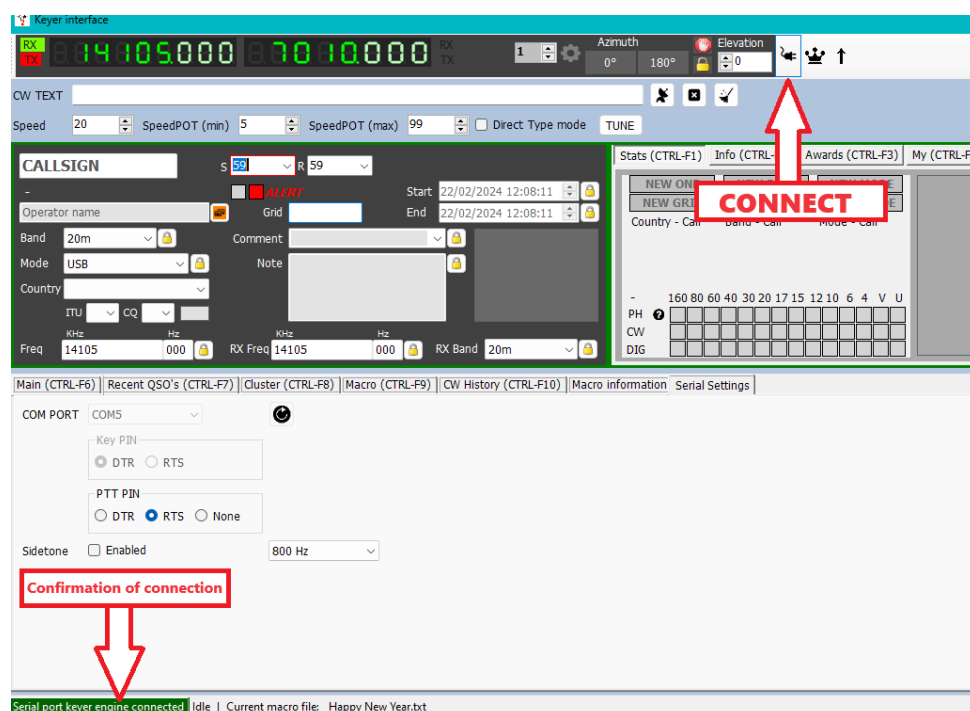 Keyer interface
RX 14105.000 7010.000 RX
TX TX
1
Azimuth
0° 180°
Elevation
0
CW TEXT
Speed 20 SpeedPOT (min) 5 SpeedPOT (max) 99 Direct Type mode TUNE
CALLSIGN S 59 R 59
-
ALERT
Start 22/02/2024 12:08:11
Operator name Grid End 22/02/2024 12:08:11
Band 20m Comment
Mode USB Note
Country
ITU CQ
KHz Hz KHz Hz
Freq 14105 000 RX Freq 14105 000 RX Band 20m
Stats (CTRL-F1) Info (CTRL- Awards (CTRL-F3) My (CTRL-F
NEW ONE
NEW MODE
NEW GRI
CONNECT
Country - Call Band - Call Mode - Call
- 160 80 60 40 30 20 17 15 12 10 6 4 V U
PH
CW
DIG
Main (CTRL-F6) Recent QSO's (CTRL-F7) Cluster (CTRL-F8) Macro (CTRL-F9) CW History (CTRL-F10) Macro information Serial Settings
COM PORT COM5
Key PIN
DTR RTS
PTT PIN
DTR RTS None
Sidetone Enabled 800 Hz
Confirmation of connection
Serial port keyer engine connected Idle | Current macro file: Happy New Year.txt